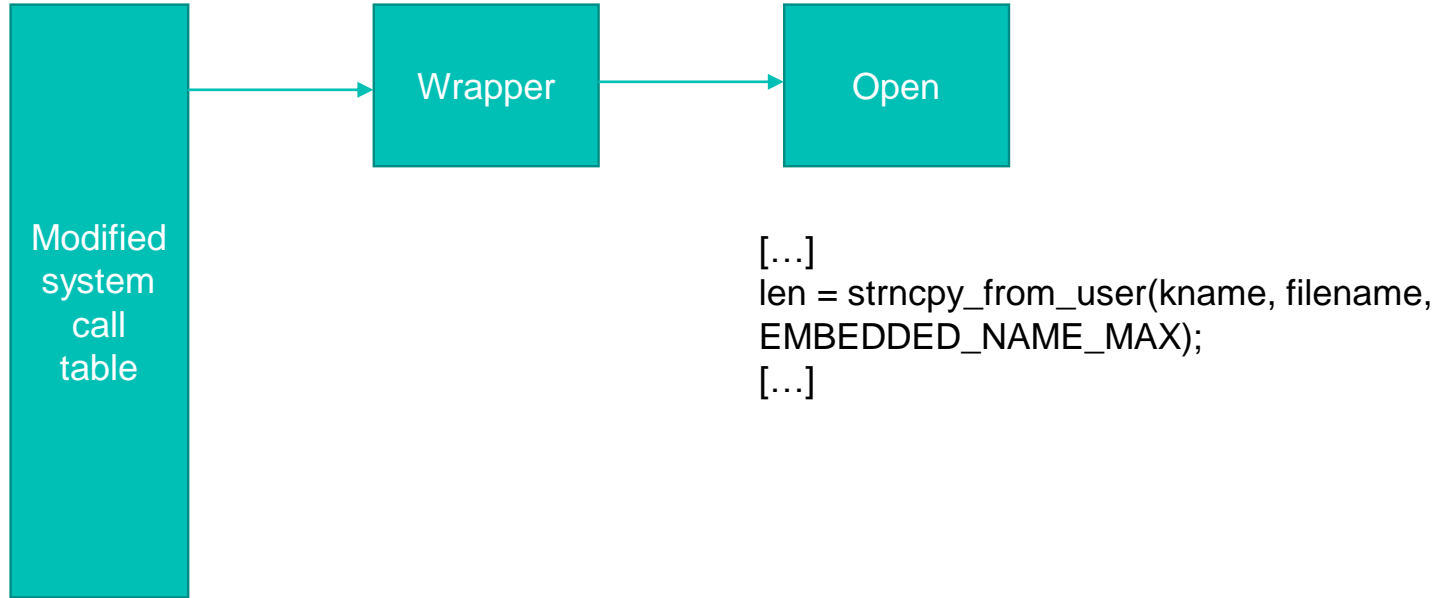 Modified
system
call
table
Wrapper
Open
[…]
len = strncpy_from_user(kname, filename,
EMBEDDED_NAME_MAX);
[…]